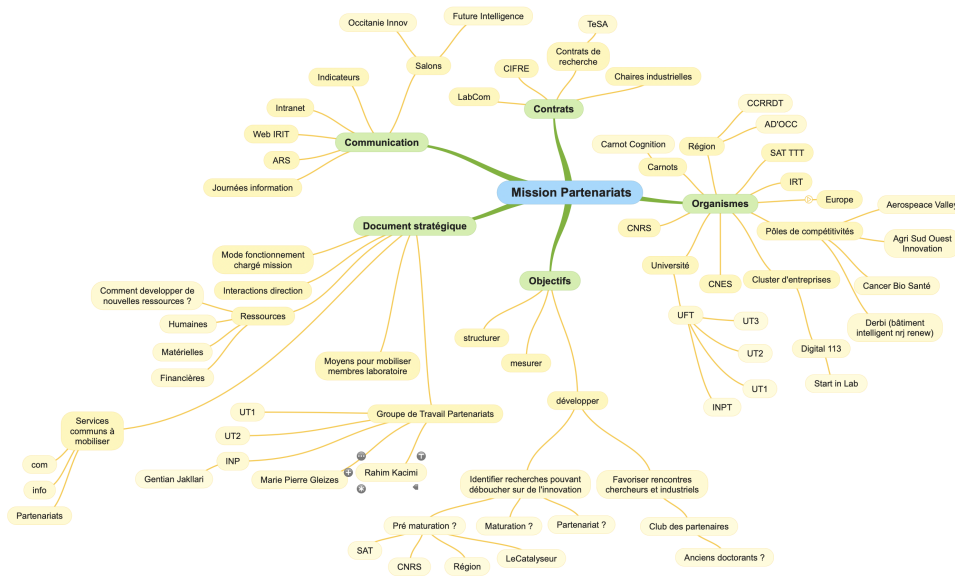 Mission Partenariats
Communication
Salons
Occitanie Innov
Future Intelligence
Indicateurs
Intranet
Web IRIT
ARS
Journées information
Contrats
LabCom
CIFRE
Contrats de
recherche
TeSA
Chaires industrielles
Organismes
Carnots
Carnot Cognition
Région
CCRRDT
AD'OCC
SAT TTT
IRT
Europe
Pôles de compétitivités
Aerospeace Valley
Agri Sud Ouest
Innovation
Cancer Bio Santé
Derbi (bâtiment
intelligent nrj renew)
Cluster d'entreprises
Digital 113
Start in Lab
CNES
Université
UFT
UT3
UT2
UT1
INPT
CNRS
Document stratégique
Mode fonctionnement
chargé mission
Interactions direction
Ressources
Comment developper de
nouvelles ressources ?
Humaines
Matérielles
Financières
Services
communs à
mobiliser
com
info
Partenariats
Moyens pour mobiliser
membres laboratoire
Groupe de Travail Partenariats
UT1
UT2
INP
Gentian Jakllari
Marie Pierre Gleizes
Rahim Kacimi
Objectifs
structurer
mesurer
développer
Identifier recherches pouvant
déboucher sur de l'innovation
Pré maturation ?
SAT
CNRS
Région
LeCatalyseur
Maturation ?
Partenariat ?
Favoriser rencontres
chercheurs et industriels
Club des partenaires
Anciens doctorants ?